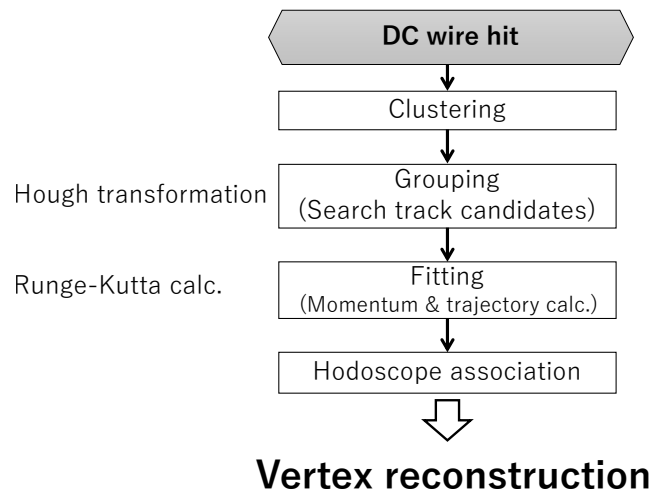 DC wire hit
Clustering
Hough transformation
Grouping
(Search track candidates)
Runge-Kutta calc.
Fitting
(Momentum & trajectory calc.)
Hodoscope association
Vertex reconstruction